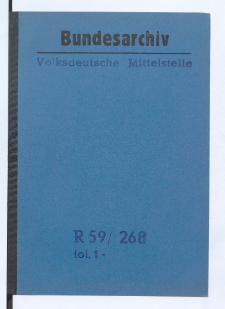 Bundesarchiv
Volksdeutsche Mittelstelle
R 59/ 268
fol. 1 -